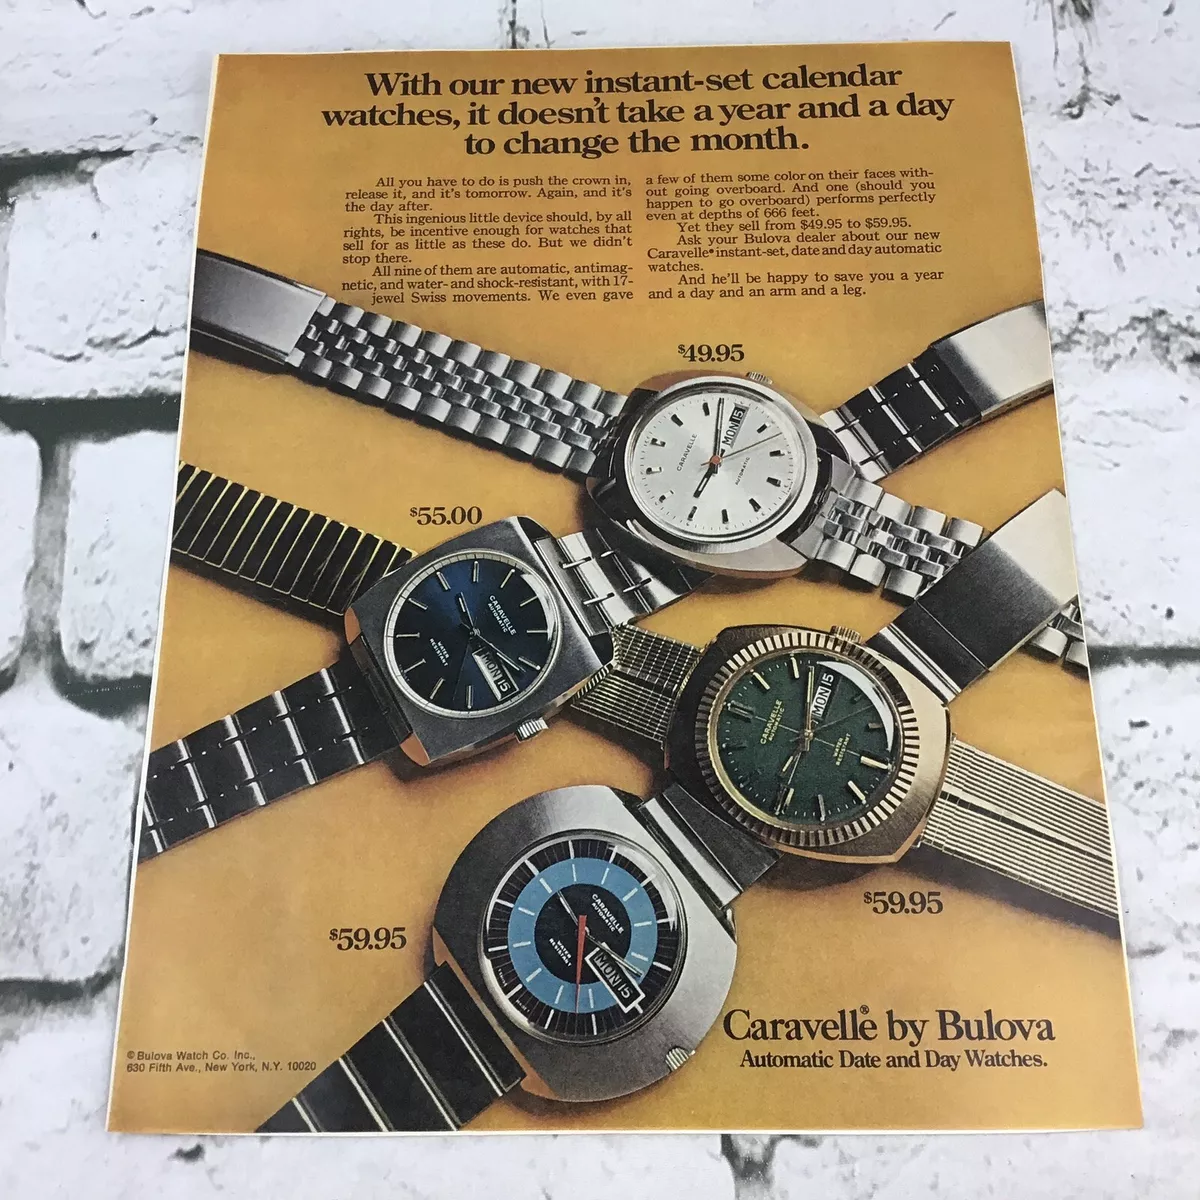 With our new instant-set calendar
watches, it doesn't take a year and a day
to change the month.
All you have to do is push the crown in,
release it, and it's tomorrow. Again, and it's
the day after.
This ingenious little device should, by all
rights, be incentive enough for watches that
sell for as little as these do. But we didn't
stop there.
All nine of them are automatic, antimag-
netic, and water- and shock-resistant, with 17-
jewel Swiss movements. We even gave
a few of them some color on their faces with-
out going overboard. And one (should you
happen to go overboard) performs perfectly
even at depths of 666 feet.
Yet they sell from $49.95 to $59.95.
Ask your Bulova dealer about our new
Caravelle® instant-set, date and day automatic
watches.
And he'll be happy to save you a year
and a day and an arm and a leg.
$49.95
CARAVELLE
AUTOMATIC
MON 15
$55.00
CARAVELLE
AUTOMATIC
WATER
RESISTANT
MON 15
CARAVELLE
AUTOMATIC
WATER
RESISTANT
MON 15
$59.95
$59.95
CARAVELLE
AUTOMATIC
WATER
RESISTANT
MON 15
Caravelle® by Bulova
Automatic Date and Day Watches.
© Bulova Watch Co. Inc.,
630 Fifth Ave., New York, N.Y. 10020